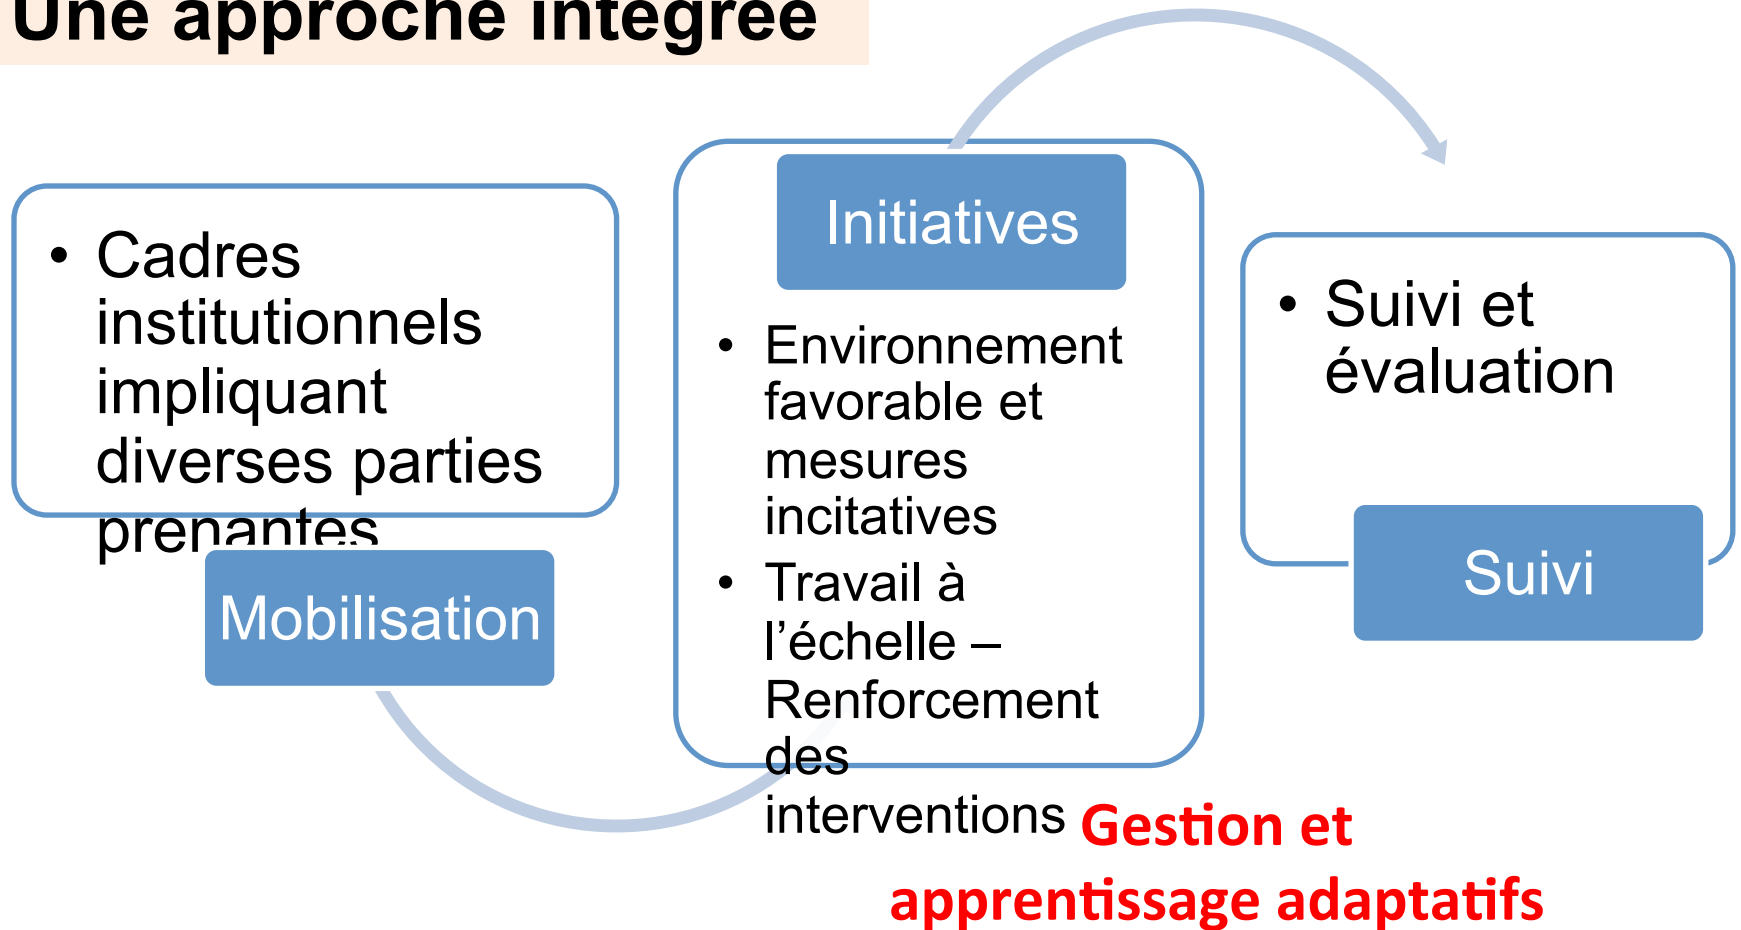 Une approche intégrée
• Cadres
institutionnels
impliquant
diverses parties
prenantes
Mobilisation
Initiatives
• Environnement
favorable et
mesures
incitatives
• Travail à
l’échelle –
Renforcement
des
interventions
• Suivi et
évaluation
Suivi
Gestion et
apprentissage adaptatifs